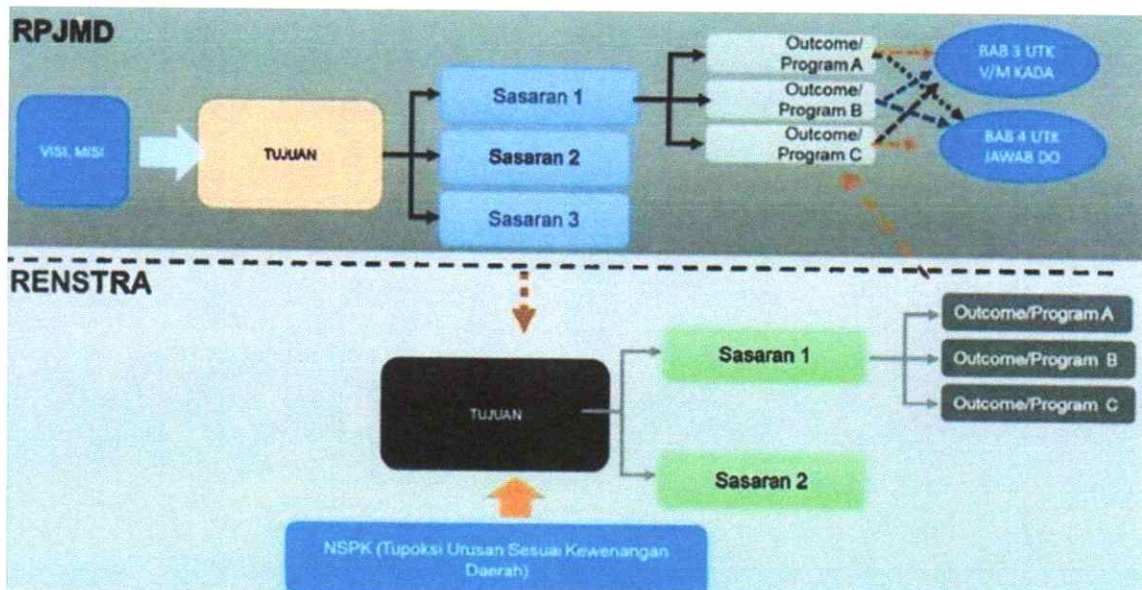 RPJMD
VISI, MISI
TUJUAN
Sasaran 1
Sasaran 2
Sasaran 3
Outcome/
Program A
Outcome/
Program B
Outcome/
Program C
BAB 3 UTK
V/M KADA
BAB 4 UTK
JAWAB DO
RENSTRA
TUJUAN
Sasaran 1
Sasaran 2
Outcome/Program A
Outcome/Program B
Outcome/Program C
NSPK (Tupoksi Urusan Sesuai Kewenangan
Daerah)